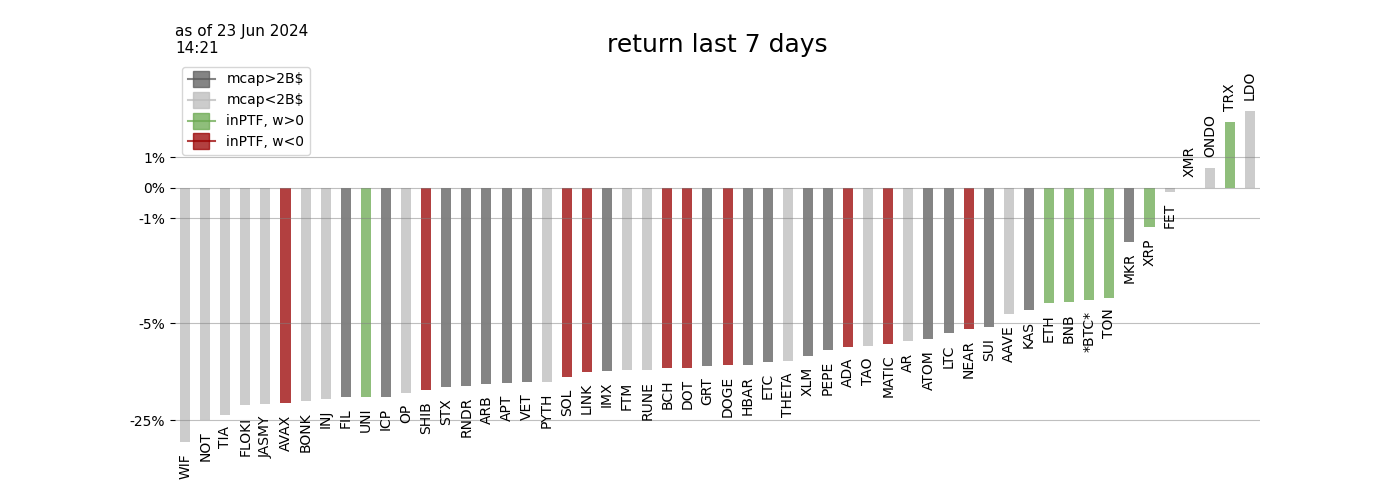 as of 23 Jun 2024
14:21
return last 7 days
mcap>2B$
mcap<2B$
inPTF, w>0
inPTF, w<0
1%
0%
-1%
-5%
-25%
WIF
NOT
TIA
FLOKI
JASMY
AVAX
BONK
INJ
FIL
UNI
ICP
OP
SHIB
STX
RNDR
ARB
APT
VET
PYTH
SOL
LINK
IMX
FTM
RUNE
BCH
DOT
GRT
DOGE
HBAR
ETC
THETA
XLM
PEPE
ADA
TAO
MATIC
AR
ATOM
LTC
NEAR
SUI
AAVE
KAS
ETH
BNB
*BTC*
TON
MKR
XRP
FET
XMR
ONDO
TRX
LDO